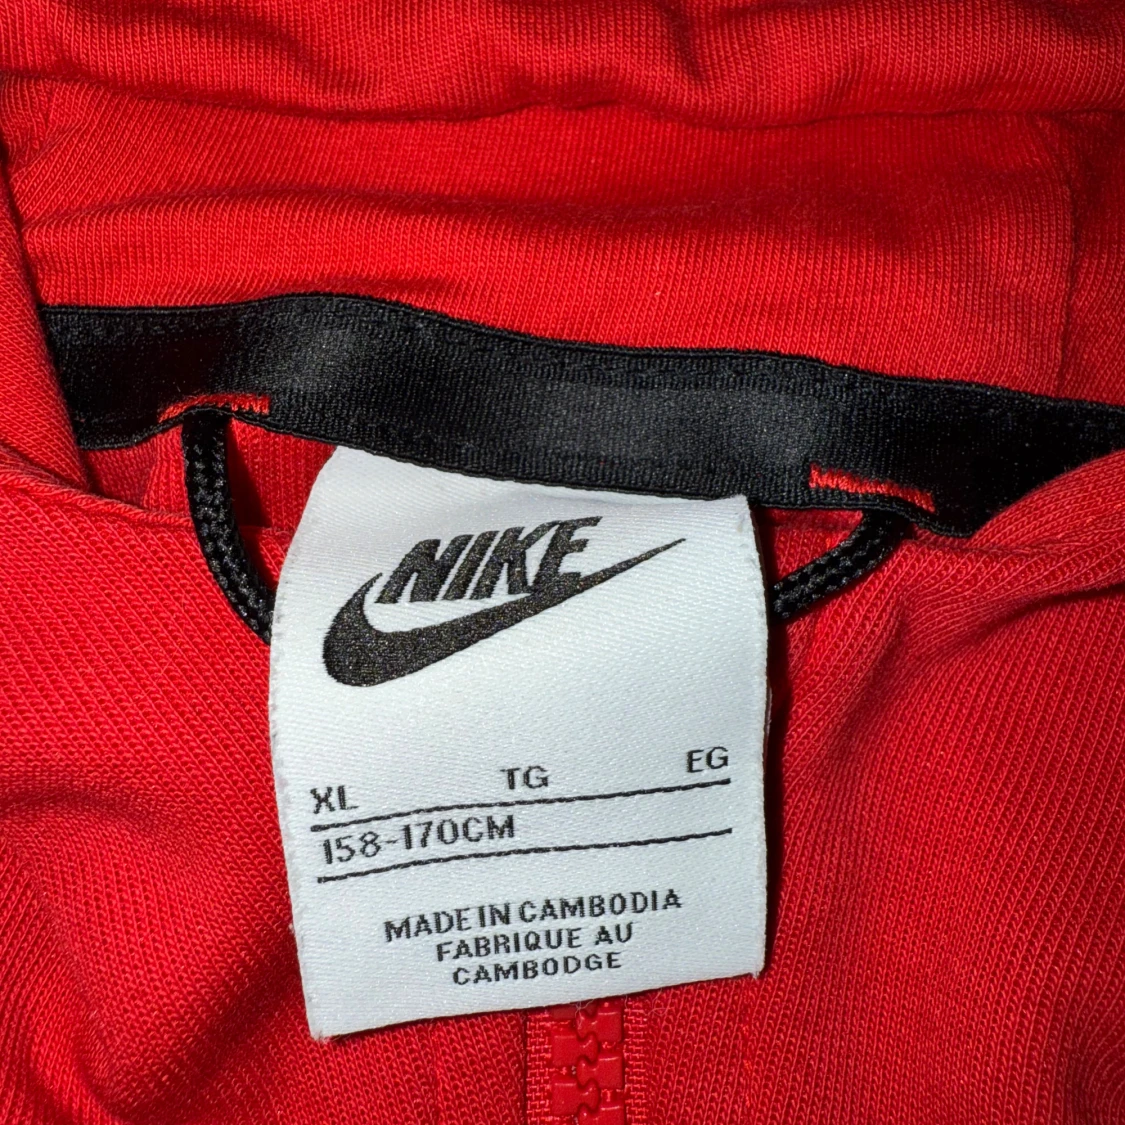 NIKE
XL TG EG
158-170CM
MADE IN CAMBODIA
FABRIQUE AU
CAMBODGE